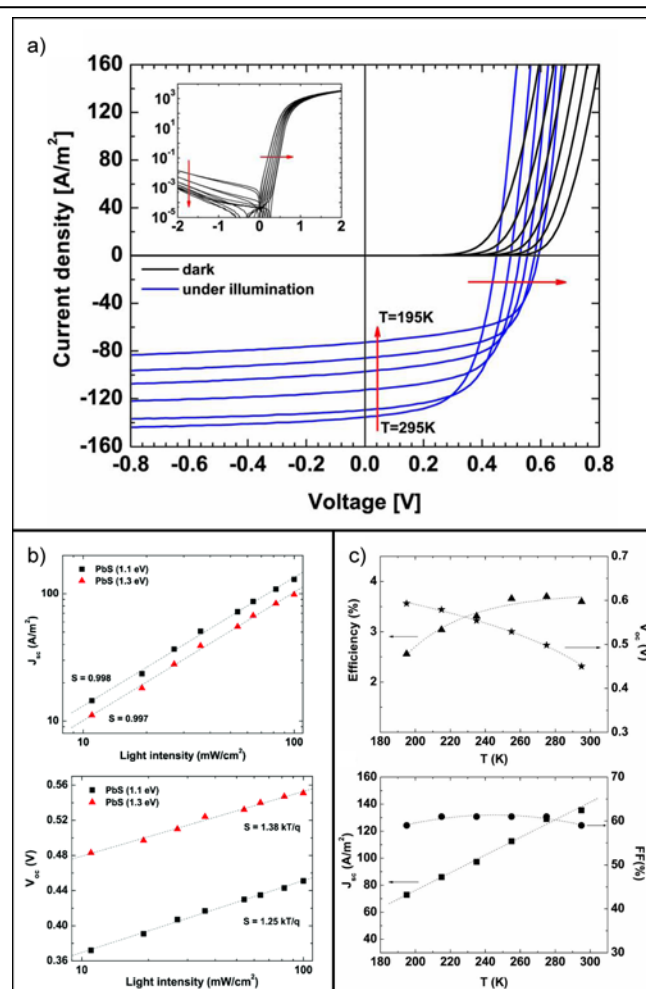 a)
160
120
80
40
0
-40
-80
-120
-160
Current density [A/m²]
10³
10¹
10⁻¹
10⁻³
10⁻⁵
-2 -1 0 1 2
dark
under illumination
T=195K
T=295K
-0.8 -0.6 -0.4 -0.2 0.0 0.2 0.4 0.6 0.8
Voltage [V]
b)
PbS (1.1 eV)
PbS (1.3 eV)
100
10
J_sc (A/m²)
S = 0.998
S = 0.997
10 100
Light intensity (mW/cm²)
PbS (1.1 eV)
PbS (1.3 eV)
0.56
0.52
0.48
0.44
0.40
0.36
V_oc (V)
S = 1.38 kT/q
S = 1.25 kT/q
10 100
Light intensity (mW/cm²)
c)
4
3
2
Efficiency (%)
0.7
0.6
0.5
0.4
0.3
V_oc (V)
180 200 220 240 260 280 300
T (K)
160
140
120
100
80
60
40
J_sc (A/m²)
70
60
50
40
30
FF(%)
180 200 220 240 260 280 300
T (K)